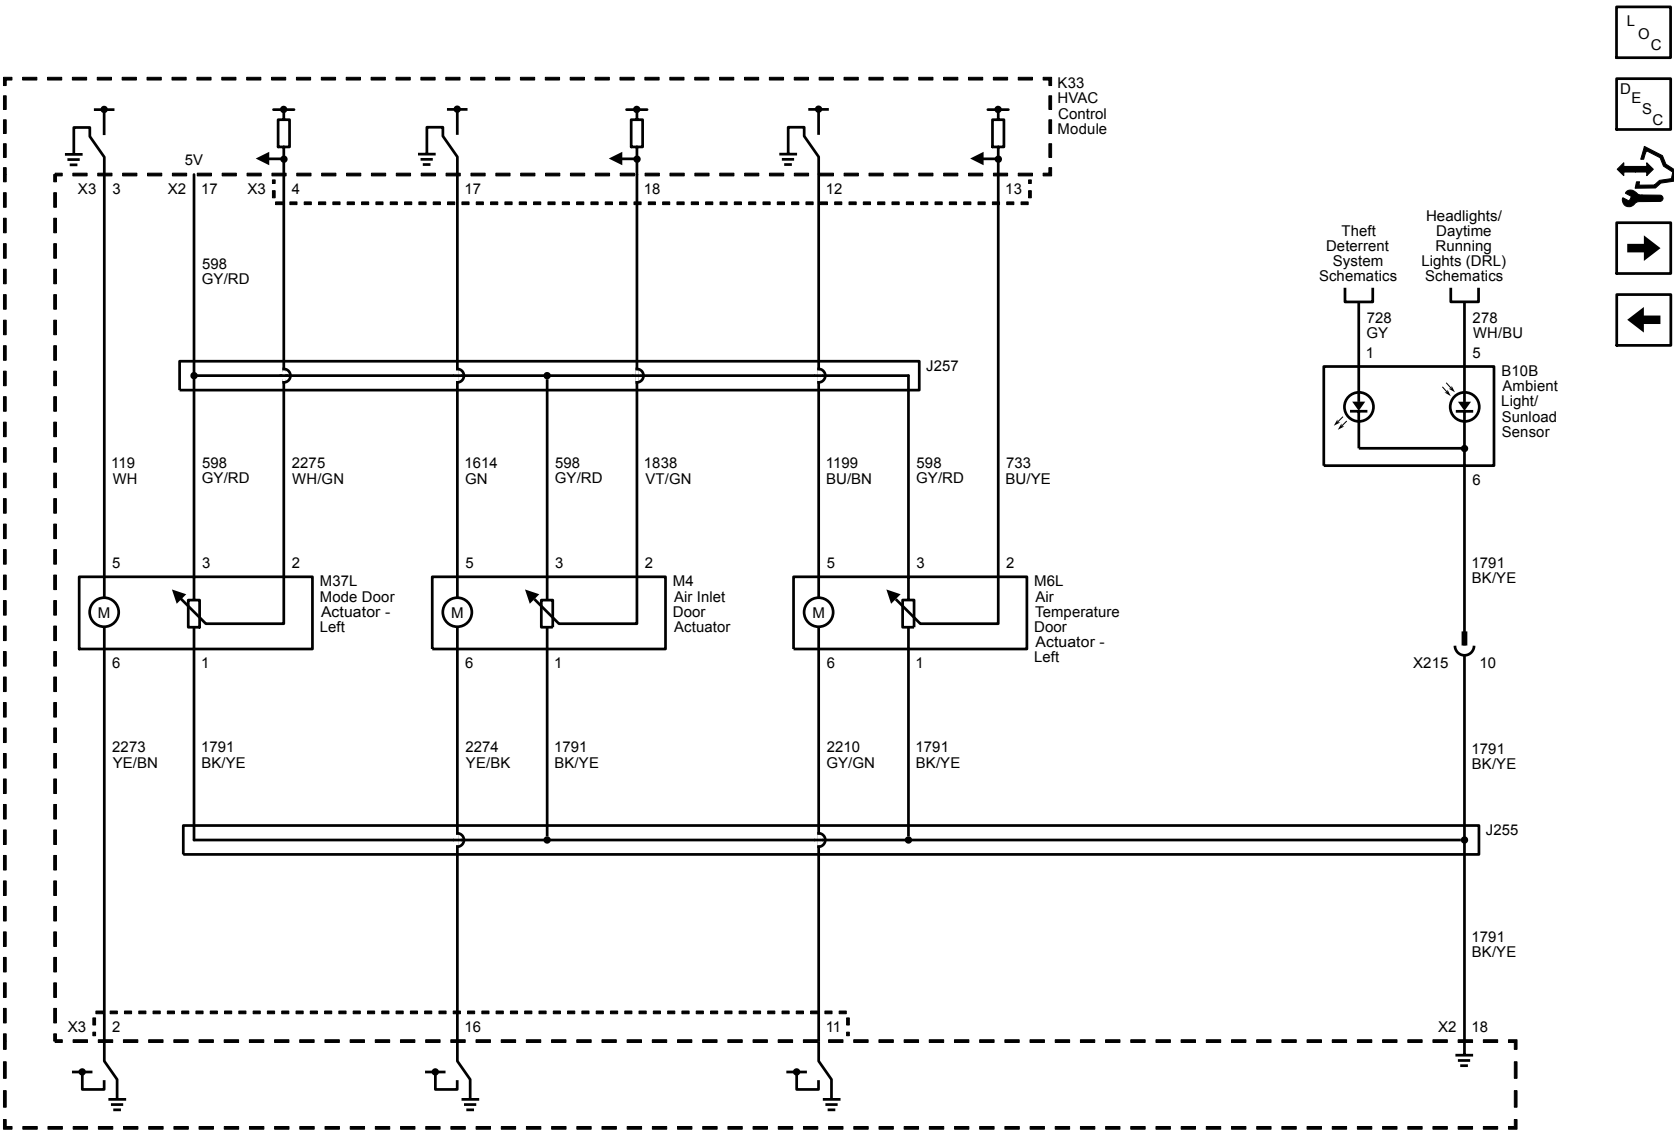 L
O
C
D
E
S
C
K33
HVAC
Control
Module
5V
X3 3
X2 17
X3 4
17
18
12
13
598
GY/RD
Theft
Deterrent
System
Schematics
Headlights/
Daytime
Running
Lights (DRL)
Schematics
728
GY
278
WH/BU
1
5
J257
B10B
Ambient
Light/
Sunload
Sensor
119
WH
598
GY/RD
2275
WH/GN
1614
GN
598
GY/RD
1838
VT/GN
1199
BU/BN
598
GY/RD
733
BU/YE
6
5
3
2
5
3
2
5
3
2
1791
BK/YE
M
M37L
Mode Door
Actuator -
Left
M
M4
Air Inlet
Door
Actuator
M
M6L
Air
Temperature
Door
Actuator -
Left
6
1
6
1
6
1
X215 10
2273
YE/BN
1791
BK/YE
2274
YE/BK
1791
BK/YE
2210
GY/GN
1791
BK/YE
1791
BK/YE
J255
1791
BK/YE
X3 2
16
11
X2 18